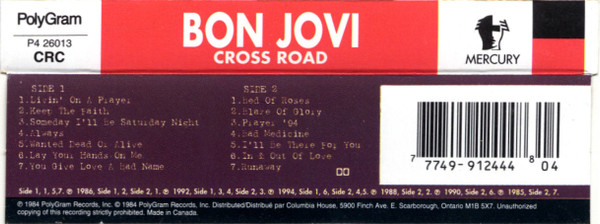 PolyGram
P4 26013
CRC
BON JOVI
CROSS ROAD
MERCURY
SIDE 1
1.Livin' On A Prayer
2.Keep The Faith
3.Someday I'll Be Saturday Night
4.Always
5.Wanted Dead Or Alive
6.Lay Your Hands On Me
7.You Give Love A Bad Name
SIDE 2
1.Bed Of Roses
2.Blaze Of Glory
3.Prayer '94
4.Bad Medicine
5.I'll Be There For You
6.In & Out Of Love
7.Runaway
7 7749-912444 8 04
Side 1, 1, 5,7. ℗ 1986, Side 1, 2, Side 2, 1. ℗ 1992, Side 1, 3, 4, Side 2, 3. ℗ 1994, Side 1, 6, Side 2, 4, 5. ℗ 1988, Side 2, 2. ℗ 1990, Side 2, 6. ℗ 1985, Side 2, 7.
℗ 1984 PolyGram Records, Inc. © 1994 PolyGram Records, Inc. Distributed/Distribué par Columbia House, 5900 Finch Ave. E. Scarborough, Ontario M1B 5X7. Unauthorized
copying of this recording strictly prohibited. All rights reserved. Made in Canada.